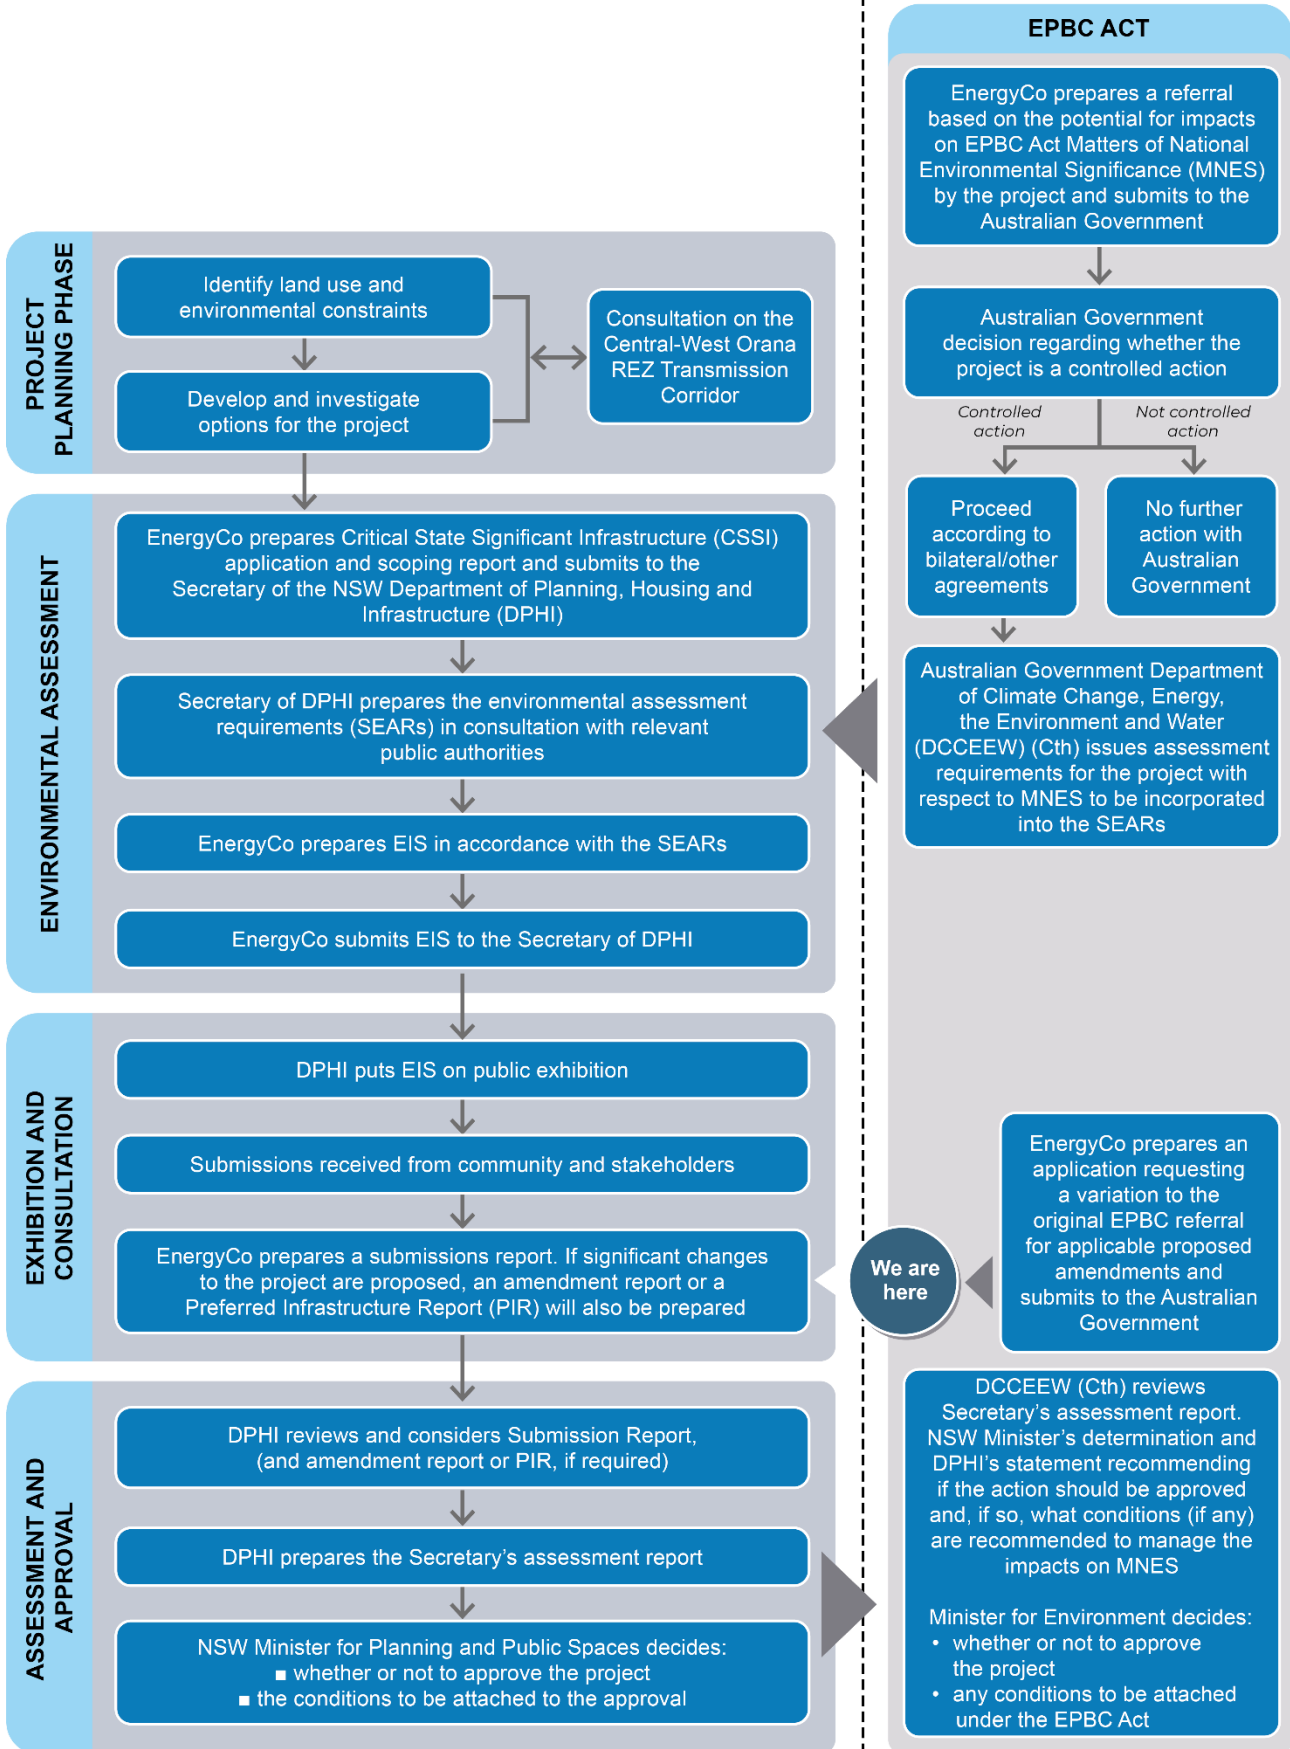 EPBC ACT
EnergyCo prepares a referral
based on the potential for impacts
on EPBC Act Matters of National
Environmental Significance (MNES)
by the project and submits to the
Australian Government
Australian Government
decision regarding whether the
project is a controlled action
Controlled
action
Not controlled
action
Proceed
according to
bilateral/other
agreements
No further
action with
Australian
Government
Australian Government Department
of Climate Change, Energy,
the Environment and Water
(DCCEEW) (Cth) issues assessment
requirements for the project with
respect to MNES to be incorporated
into the SEARs
PROJECT
PLANNING PHASE
Identify land use and
environmental constraints
Develop and investigate
options for the project
Consultation on the
Central-West Orana
REZ Transmission
Corridor
ENVIRONMENTAL ASSESSMENT
EnergyCo prepares Critical State Significant Infrastructure (CSSI)
application and scoping report and submits to the
Secretary of the NSW Department of Planning, Housing and
Infrastructure (DPHI)
Secretary of DPHI prepares the environmental assessment
requirements (SEARs) in consultation with relevant
public authorities
EnergyCo prepares EIS in accordance with the SEARs
EnergyCo submits EIS to the Secretary of DPHI
EXHIBITION AND
CONSULTATION
DPHI puts EIS on public exhibition
Submissions received from community and stakeholders
EnergyCo prepares a submissions report. If significant changes
to the project are proposed, an amendment report or a
Preferred Infrastructure Report (PIR) will also be prepared
We are
here
EnergyCo prepares an
application requesting
a variation to the
original EPBC referral
for applicable proposed
amendments and
submits to the Australian
Government
ASSESSMENT AND
APPROVAL
DPHI reviews and considers Submission Report,
(and amendment report or PIR, if required)
DPHI prepares the Secretary's assessment report
NSW Minister for Planning and Public Spaces decides:
▪ whether or not to approve the project
▪ the conditions to be attached to the approval
DCCEEW (Cth) reviews
Secretary's assessment report.
NSW Minister's determination and
DPHI's statement recommending
if the action should be approved
and, if so, what conditions (if any)
are recommended to manage the
impacts on MNES
Minister for Environment decides:
• whether or not to approve
the project
• any conditions to be attached
under the EPBC Act